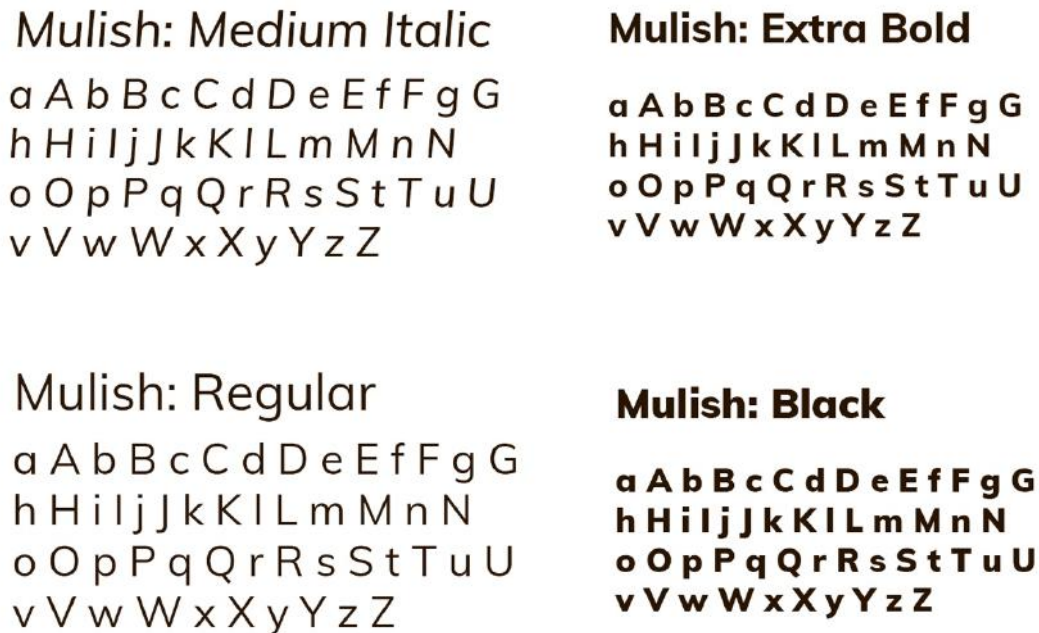 Mulish: Medium Italic
a A b B c C d D e E f F g G
h H i I j J k K l L m M n N
o O p P q Q r R s S t T u U
v V w W x X y Y z Z
Mulish: Extra Bold
a A b B c C d D e E f F g G
h H i I j J k K l L m M n N
o O p P q Q r R s S t T u U
v V w W x X y Y z Z
Mulish: Regular
a A b B c C d D e E f F g G
h H i I j J k K l L m M n N
o O p P q Q r R s S t T u U
v V w W x X y Y z Z
Mulish: Black
a A b B c C d D e E f F g G
h H i I j J k K l L m M n N
o O p P q Q r R s S t T u U
v V w W x X y Y z Z